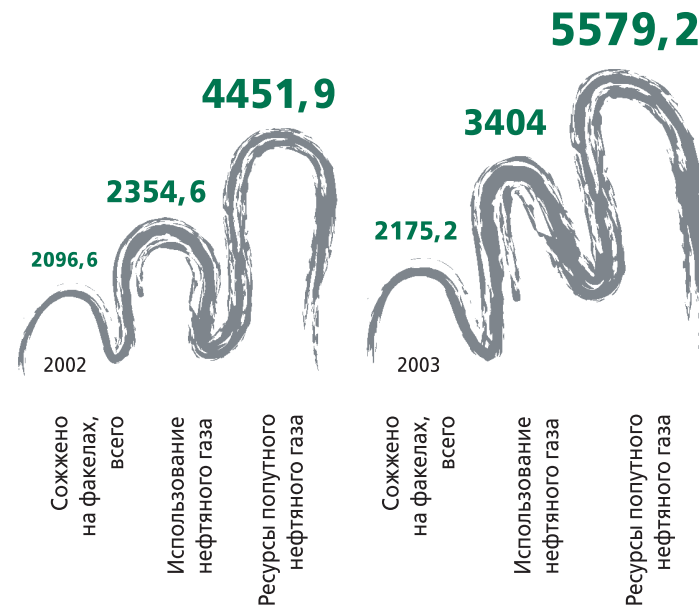 5579,2
4451,9
3404
2354,6
2175,2
2096,6
2002
2003
Сожжено
на факелах,
всего
Использование
нефтяного газа
Ресурсы попутного
нефтяного газа
Сожжено
на факелах,
всего
Использование
нефтяного газа
Ресурсы попутного
нефтяного газа